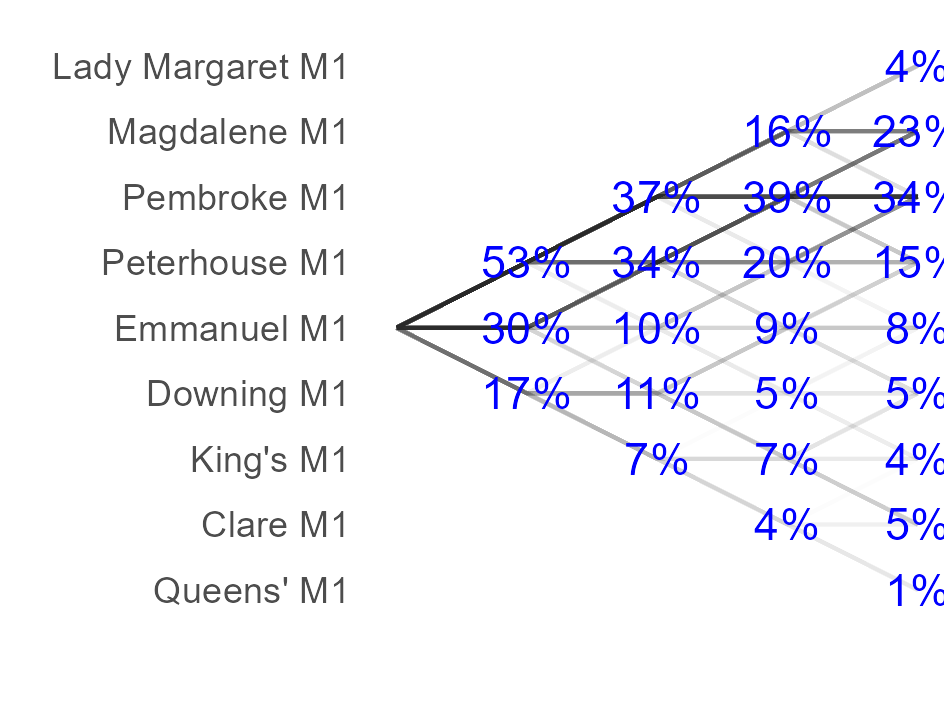 Lady Margaret M1 4%
Magdalene M1 16% 23%
Pembroke M1 37% 39% 34%
Peterhouse M1 53% 34% 20% 15%
Emmanuel M1 30% 10% 9% 8%
Downing M1 17% 11% 5% 5%
King's M1 7% 7% 4%
Clare M1 4% 5%
Queens' M1 1%